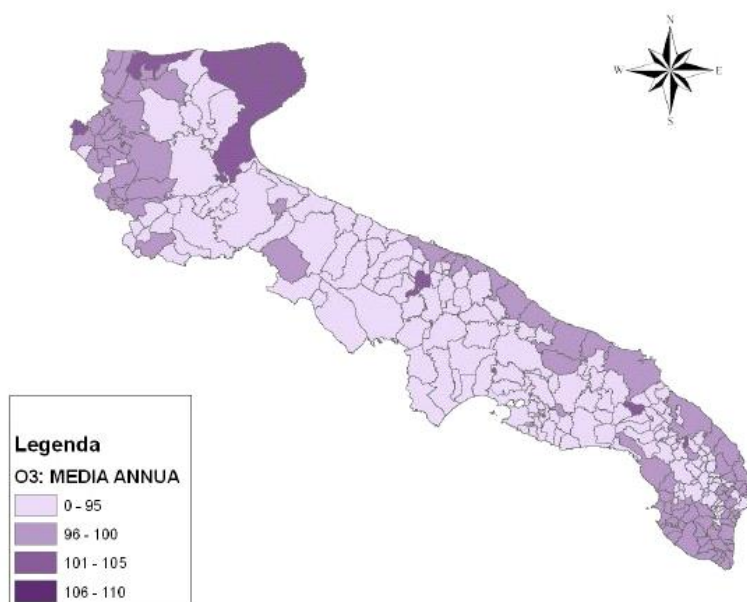 N
W E
S
Legenda
O3: MEDIA ANNUA
0 - 95
96 - 100
101 - 105
106 - 110